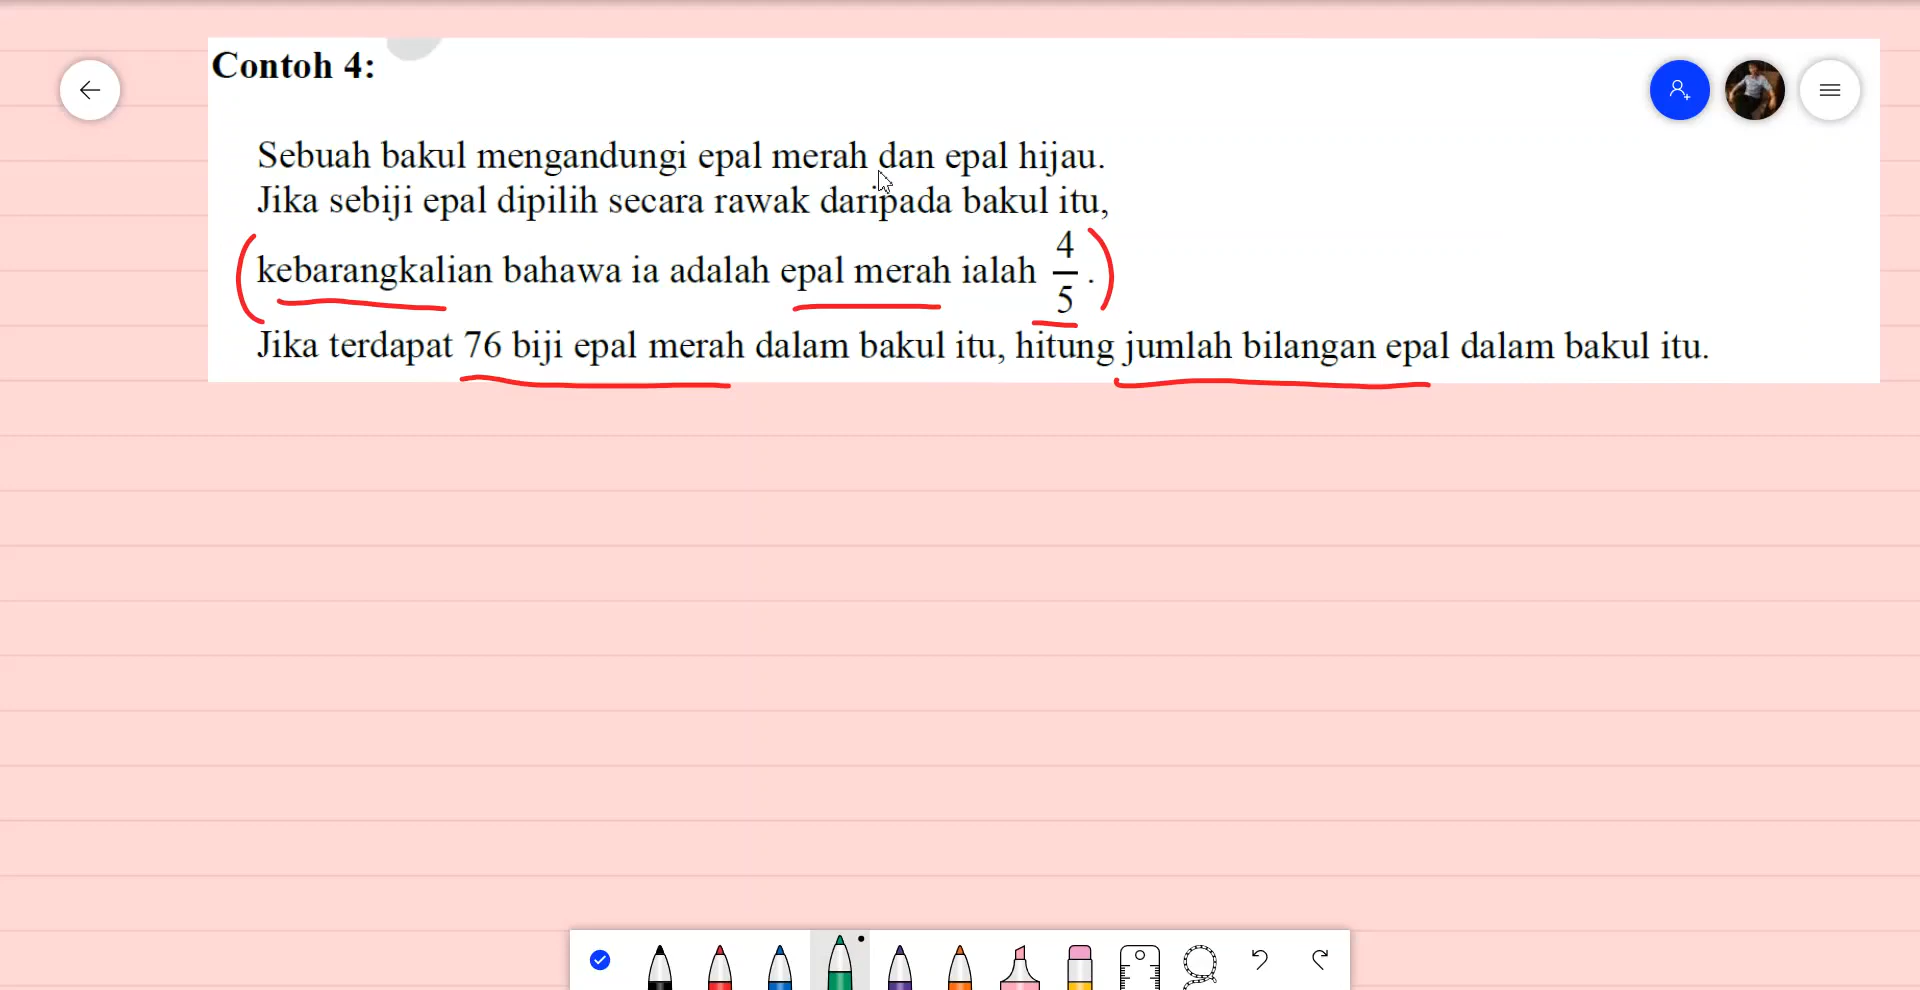 Contoh 4:
Sebuah bakul mengandungi epal merah dan epal hijau.
Jika sebiji epal dipilih secara rawak daripada bakul itu,
kebarangkalian bahawa ia adalah epal merah ialah 4/5.
Jika terdapat 76 biji epal merah dalam bakul itu, hitung jumlah bilangan epal dalam bakul itu.